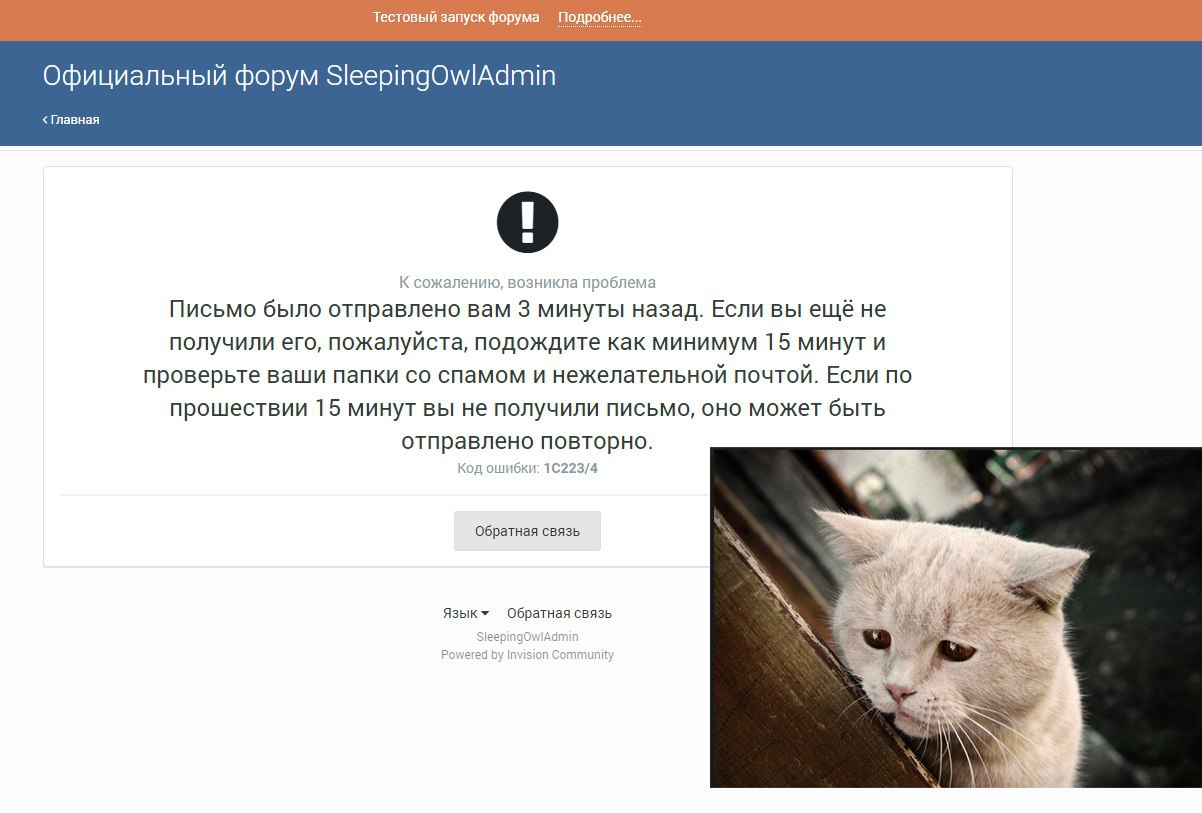 Тестовый запуск форума Подробнее...
Официальный форум SleepingOwlAdmin
‹ Главная
К сожалению, возникла проблема
Письмо было отправлено вам 3 минуты назад. Если вы ещё не
получили его, пожалуйста, подождите как минимум 15 минут и
проверьте ваши папки со спамом и нежелательной почтой. Если по
прошествии 15 минут вы не получили письмо, оно может быть
отправлено повторно.
Код ошибки: 1C223/4
Обратная связь
Язык Обратная связь
SleepingOwlAdmin
Powered by Invision Community